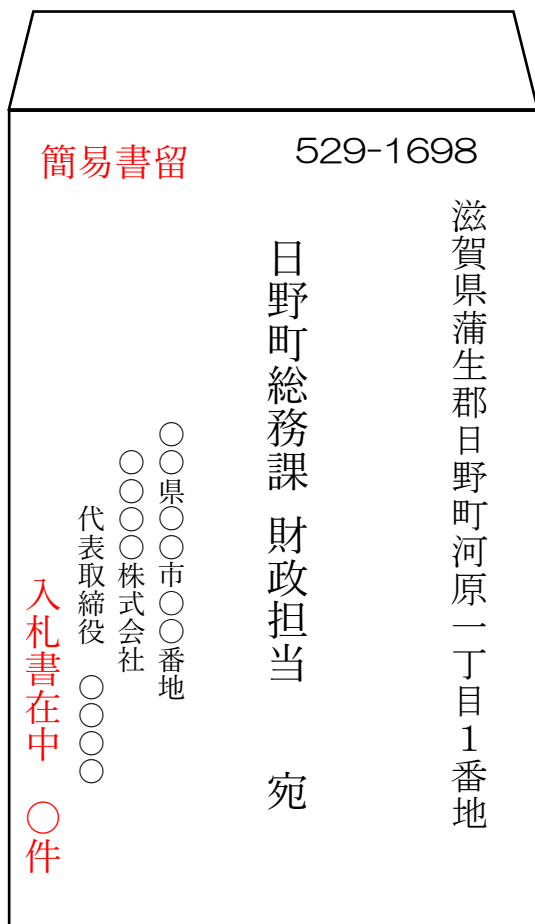 簡易書留
529-1698
滋賀県蒲生郡日野町河原一丁目1番地
日野町総務課 財政担当 宛
○○県○○市○○番地
○○○○株式会社
代表取締役 ○○○○
入札書在中 ○件